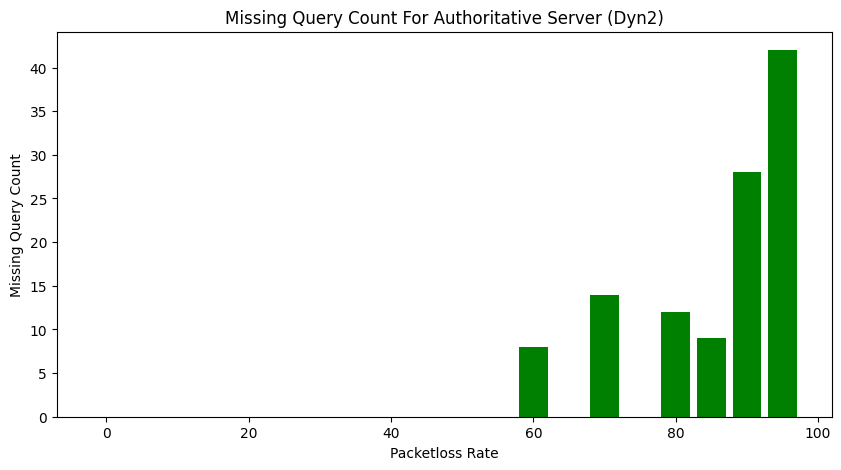 Missing Query Count For Authoritative Server (Dyn2)
40
35
30
25
20
15
10
5
0
Missing Query Count
0 20 40 60 80 100
Packetloss Rate